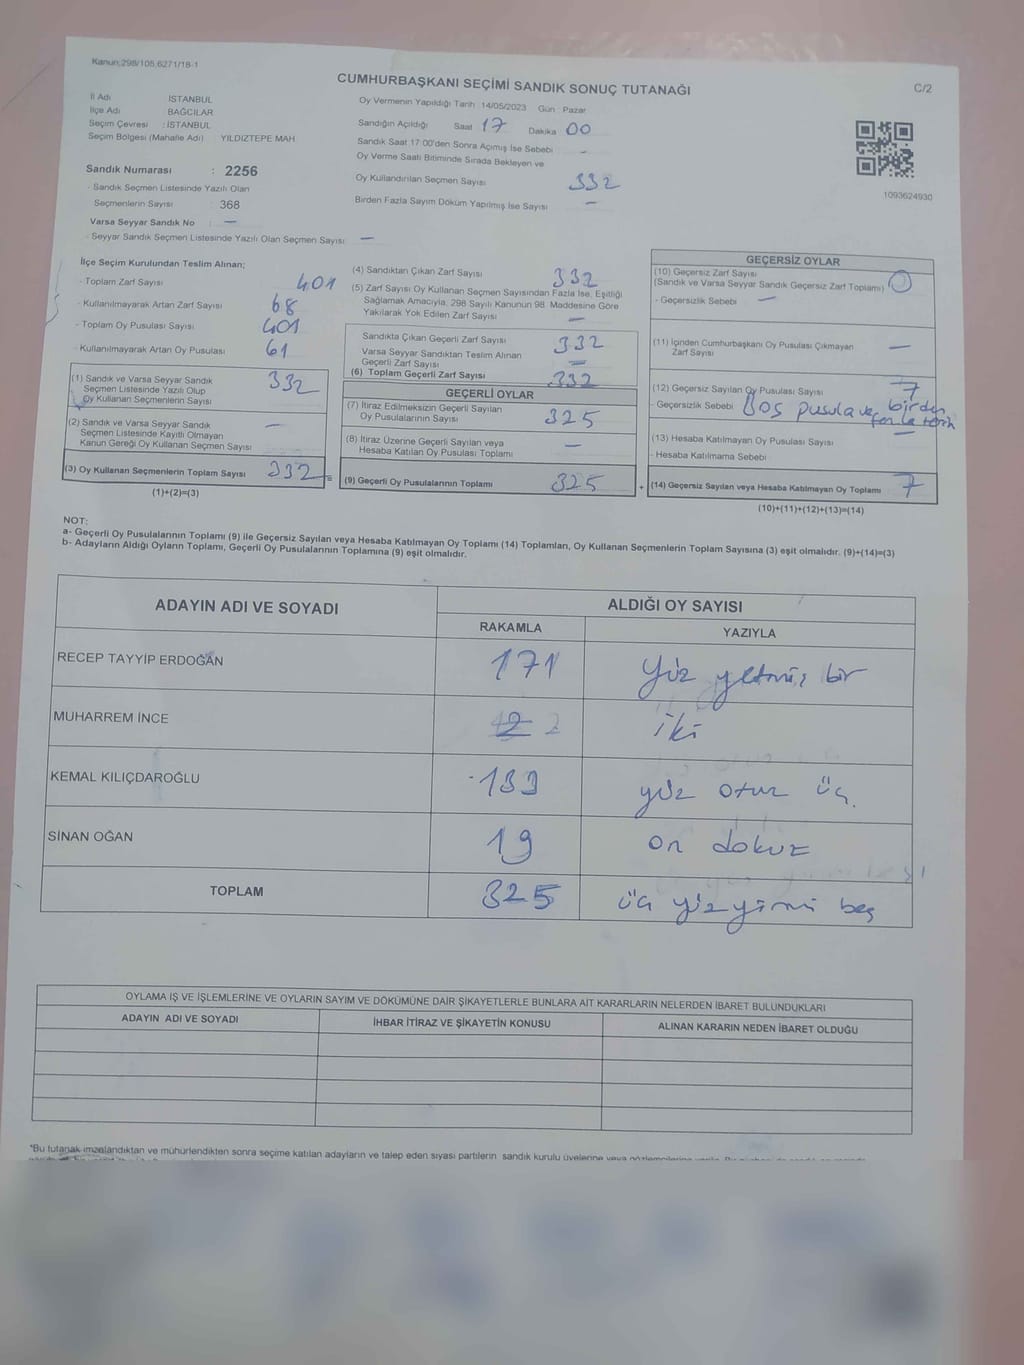 Kanun;298/105,6271/18-1
CUMHURBAŞKANI SEÇİMİ SANDIK SONUÇ TUTANAĞI
C/2
İl Adı İSTANBUL
İlçe Adı BAĞCILAR
Seçim Çevresi : İSTANBUL
Seçim Bölgesi (Mahalle Adı) : YILDIZTEPE MAH
Oy Vermenin Yapıldığı Tarih : 14/05/2023 Gün : Pazar
Sandığın Açıldığı Saat 17 Dakika 00
Sandık Saat 17 00'den Sonra Açımış İse Sebebi -
Oy Verme Saati Bitiminde Sırada Bekleyen ve
Oy Kullandırılan Seçmen Sayısı 332
Birden Fazla Sayım Döküm Yapılmış İse Sayısı -
1093624930
Sandık Numarası : 2256
- Sandık Seçmen Listesinde Yazılı Olan
Seçmenlerin Sayısı : 368
Varsa Seyyar Sandık No : -
- Seyyar Sandık Seçmen Listesinde Yazılı Olan Seçmen Sayısı: -
İlçe Seçim Kurulundan Teslim Alınan;
- Toplam Zarf Sayısı 401
- Kullanılmayarak Artan Zarf Sayısı 68
- Toplam Oy Pusulası Sayısı 401
- Kullanılmayarak Artan Oy Pusulası 61
(1) Sandık ve Varsa Seyyar Sandık
Seçmen Listesinde Yazılı Olup
Oy Kullanan Seçmenlerin Sayısı 332
(2) Sandık ve Varsa Seyyar Sandık
Seçmen Listesinde Kayıtlı Olmayan
Kanun Gereği Oy Kullanan Seçmen Sayısı -
(3) Oy Kullanan Seçmenlerin Toplam Sayısı 332 =
(1)+(2)=(3)
(4) Sandıktan Çıkan Zarf Sayısı 332
(5) Zarf Sayısı Oy Kullanan Seçmen Sayısından Fazla İse, Eşitliği
Sağlamak Amacıyla, 298 Sayılı Kanunun 98. Maddesine Göre
Yakılarak Yok Edilen Zarf Sayısı -
Sandıkta Çıkan Geçerli Zarf Sayısı 332
Varsa Seyyar Sandıktan Teslim Alınan
Geçerli Zarf Sayısı -
(6) Toplam Geçerli Zarf Sayısı 332
GEÇERLİ OYLAR
(7) İtiraz Edilmeksizin Geçerli Sayılan
Oy Pusulalarının Sayısı 325
(8) İtiraz Üzerine Geçerli Sayılan veya
Hesaba Katılan Oy Pusulası Toplamı -
(9) Geçerli Oy Pusulalarının Toplamı 325 +
GEÇERSİZ OYLAR
(10) Geçersiz Zarf Sayısı
(Sandık ve Varsa Seyyar Sandık Geçersiz Zarf Toplamı) 0
- Geçersizlik Sebebi -
(11) İçinden Cumhurbaşkanı Oy Pusulası Çıkmayan
Zarf Sayısı -
(12) Geçersiz Sayılan Oy Pusulası Sayısı 7
- Geçersizlik Sebebi Boş pusula ve birden
(13) Hesaba Katılmayan Oy Pusulası Sayısı -
- Hesaba Katılmama Sebebi
(14) Geçersiz Sayılan veya Hesaba Katılmayan Oy Toplamı 7
(10)+(11)+(12)+(13)=(14)
NOT:
a- Geçerli Oy Pusulalarının Toplamı (9) ile Geçersiz Sayılan veya Hesaba Katılmayan Oy Toplamı (14) Toplamları, Oy Kullanan Seçmenlerin Toplam Sayısına (3) eşit olmalıdır. (9)+(14)=(3)
b- Adayların Aldığı Oyların Toplamı, Geçerli Oy Pusulalarının Toplamına (9) eşit olmalıdır.
ADAYIN ADI VE SOYADI ALDIĞI OY SAYISI
RAKAMLA YAZIYLA
RECEP TAYYİP ERDOĞAN 171 yüz yetmiş bir
MUHARREM İNCE 2 iki
KEMAL KILIÇDAROĞLU 133 yüz otuz üç.
SİNAN OĞAN 19 on dokuz
TOPLAM 325 üç yüz yirmi beş
OYLAMA İŞ VE İŞLEMLERİNE VE OYLARIN SAYIM VE DÖKÜMÜNE DAİR ŞİKAYETLERLE BUNLARA AİT KARARLARIN NELERDEN İBARET BULUNDUKLARI
ADAYIN ADI VE SOYADI İHBAR İTİRAZ VE ŞİKAYETİN KONUSU ALINAN KARARIN NEDEN İBARET OLDUĞU
*Bu tutanak imzalandıktan ve mühürlendikten sonra seçime katılan adayların ve talep eden siyasi partilerin sandık kurulu üyelerine veya gözlemcilerine